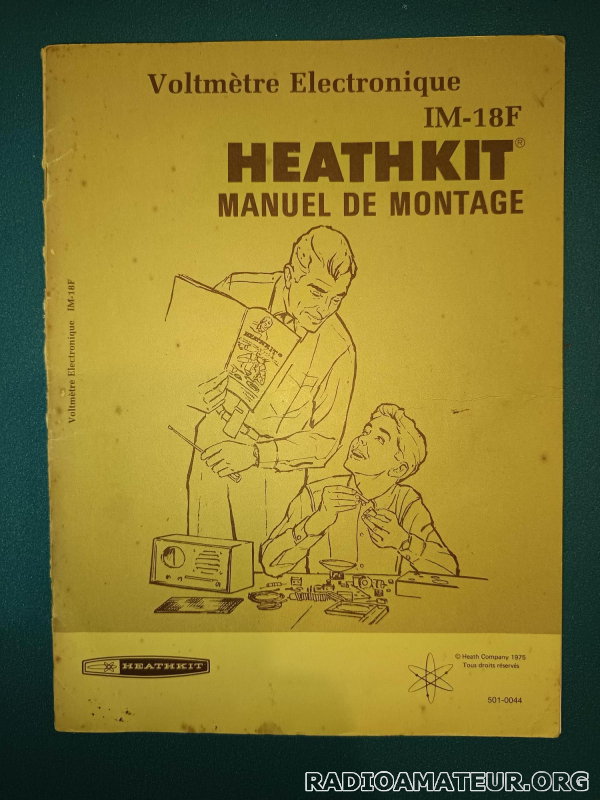 Voltmètre Electronique
IM-18F
HEATHKIT®
MANUEL DE MONTAGE
Voltmètre Electronique IM-18F
HEATHKIT®
HEATHKIT
© Heath Company 1975
Tous droits réservés
501-0044
RADIOAMATEUR.ORG